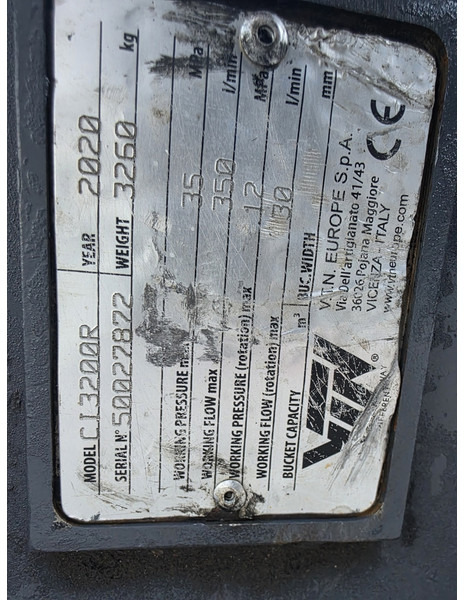 MODEL CI3200R YEAR 2020
SERIAL N° 50027872 WEIGHT 3260 kg
WORKING PRESSURE max 35 MPa
WORKING FLOW max 350 l/min
WORKING PRESSURE (rotation) max 12 MPa
WORKING FLOW (rotation) max 30 l/min
BUCKET CAPACITY m³ BUC. WIDTH mm
VTN ®
V.T.N. EUROPE S.p.A.
Via Dell'artigianato 41/43
36026 Pojana Maggiore
VICENZA - ITALY
www.vtneurope.com
CE